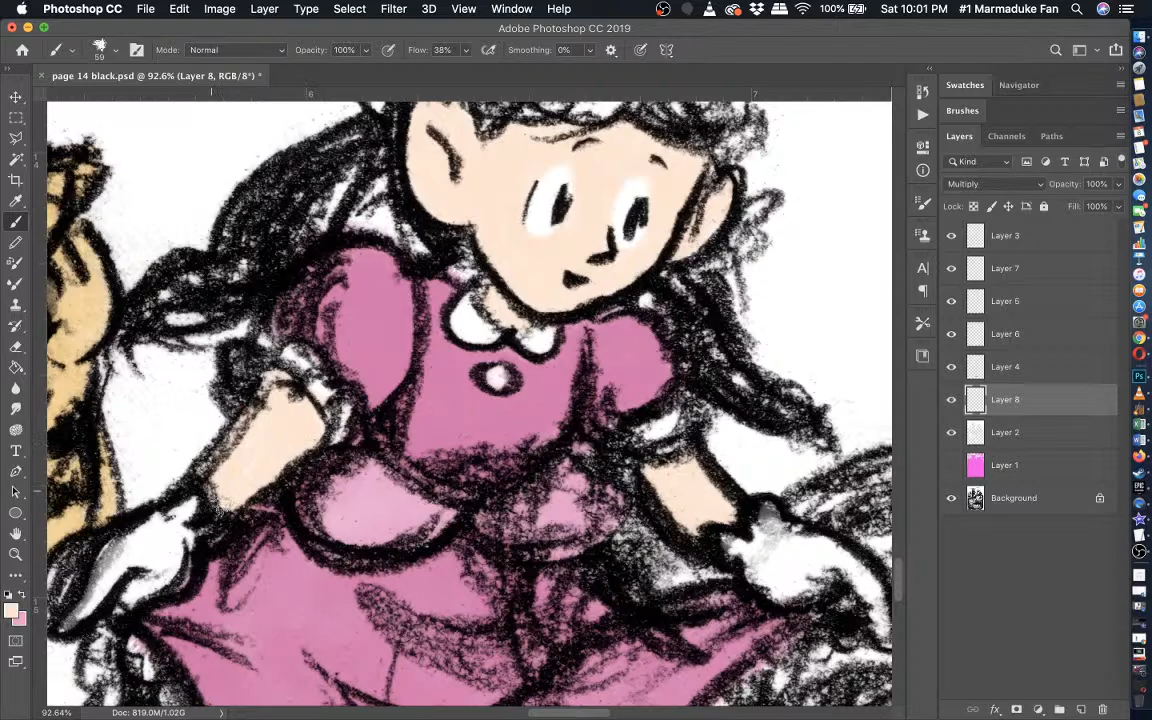 Photoshop CC File Edit Image Layer Type Select Filter 3D View Window Help 100% Sat 10:01 PM #1 Marmaduke Fan
Adobe Photoshop CC 2019
59 Mode: Normal Opacity: 100% Flow: 38% Smoothing: 0%
× page 14 black.psd @ 92.6% (Layer 8, RGB/8*) *
6 7
Swatches Navigator
Brushes
Layers Channels Paths
Kind
Multiply Opacity: 100%
Lock: Fill: 100%
Layer 3
Layer 7
Layer 5
Layer 6
Layer 4
Layer 8
Layer 2
Layer 1
Background
92.64% Doc: 819.0M/1.02G